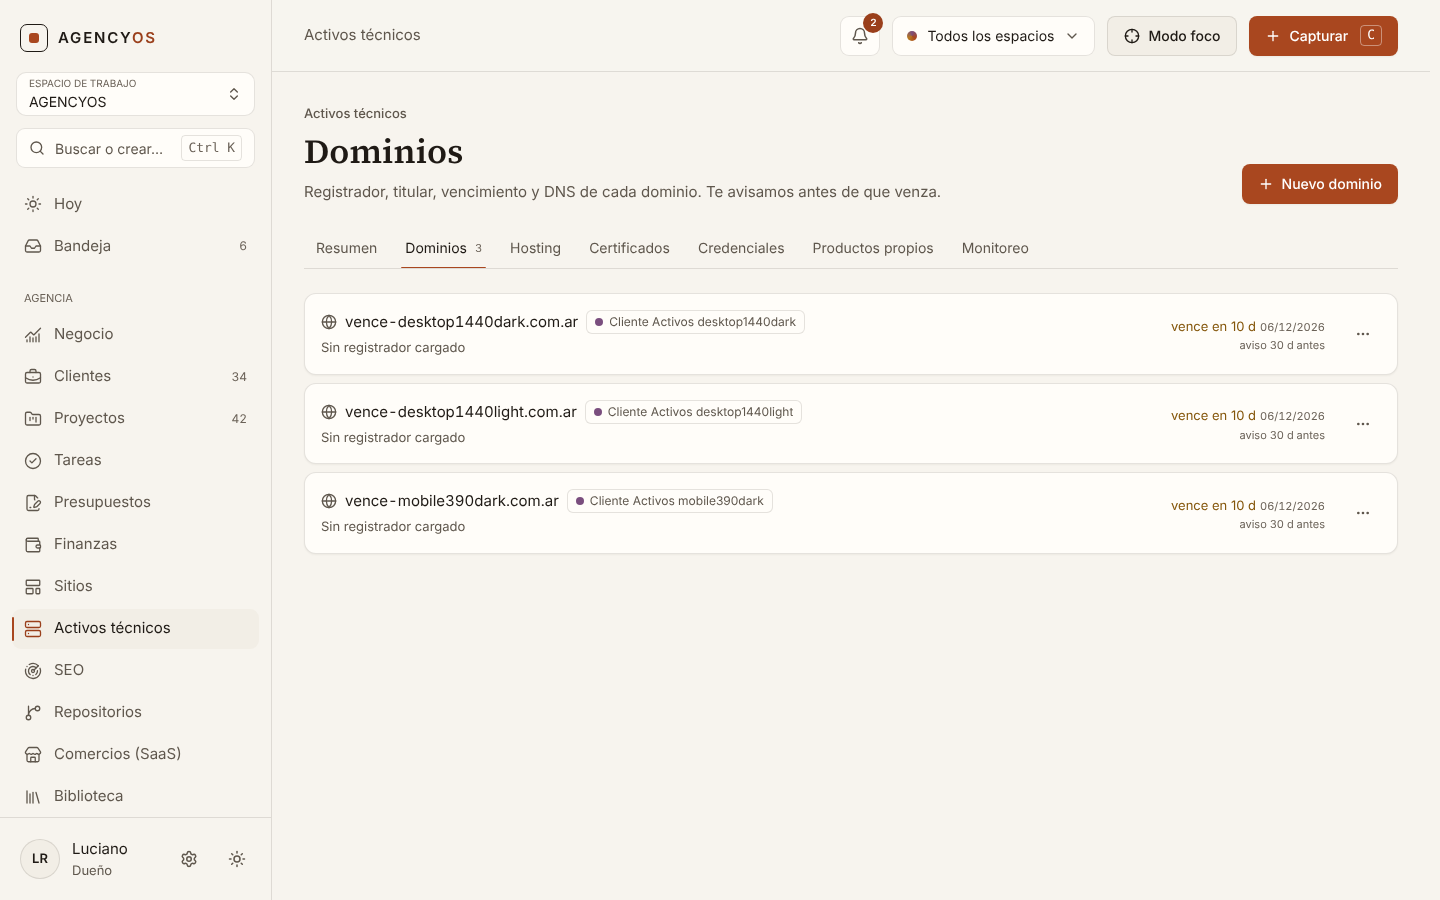 AGENCYOS
ESPACIO DE TRABAJO
AGENCYOS
Buscar o crear... Ctrl K
Hoy
Bandeja 6
AGENCIA
Negocio
Clientes 34
Proyectos 42
Tareas
Presupuestos
Finanzas
Sitios
Activos técnicos
SEO
Repositorios
Comercios (SaaS)
Biblioteca
LR
Luciano
Dueño
Activos técnicos
2
Todos los espacios
Modo foco
Capturar C
Activos técnicos
Dominios
Registrador, titular, vencimiento y DNS de cada dominio. Te avisamos antes de que venza.
Nuevo dominio
Resumen Dominios 3 Hosting Certificados Credenciales Productos propios Monitoreo
vence-desktop1440dark.com.ar Cliente Activos desktop1440dark
Sin registrador cargado
vence en 10 d 06/12/2026
aviso 30 d antes
vence-desktop1440light.com.ar Cliente Activos desktop1440light
Sin registrador cargado
vence en 10 d 06/12/2026
aviso 30 d antes
vence-mobile390dark.com.ar Cliente Activos mobile390dark
Sin registrador cargado
vence en 10 d 06/12/2026
aviso 30 d antes